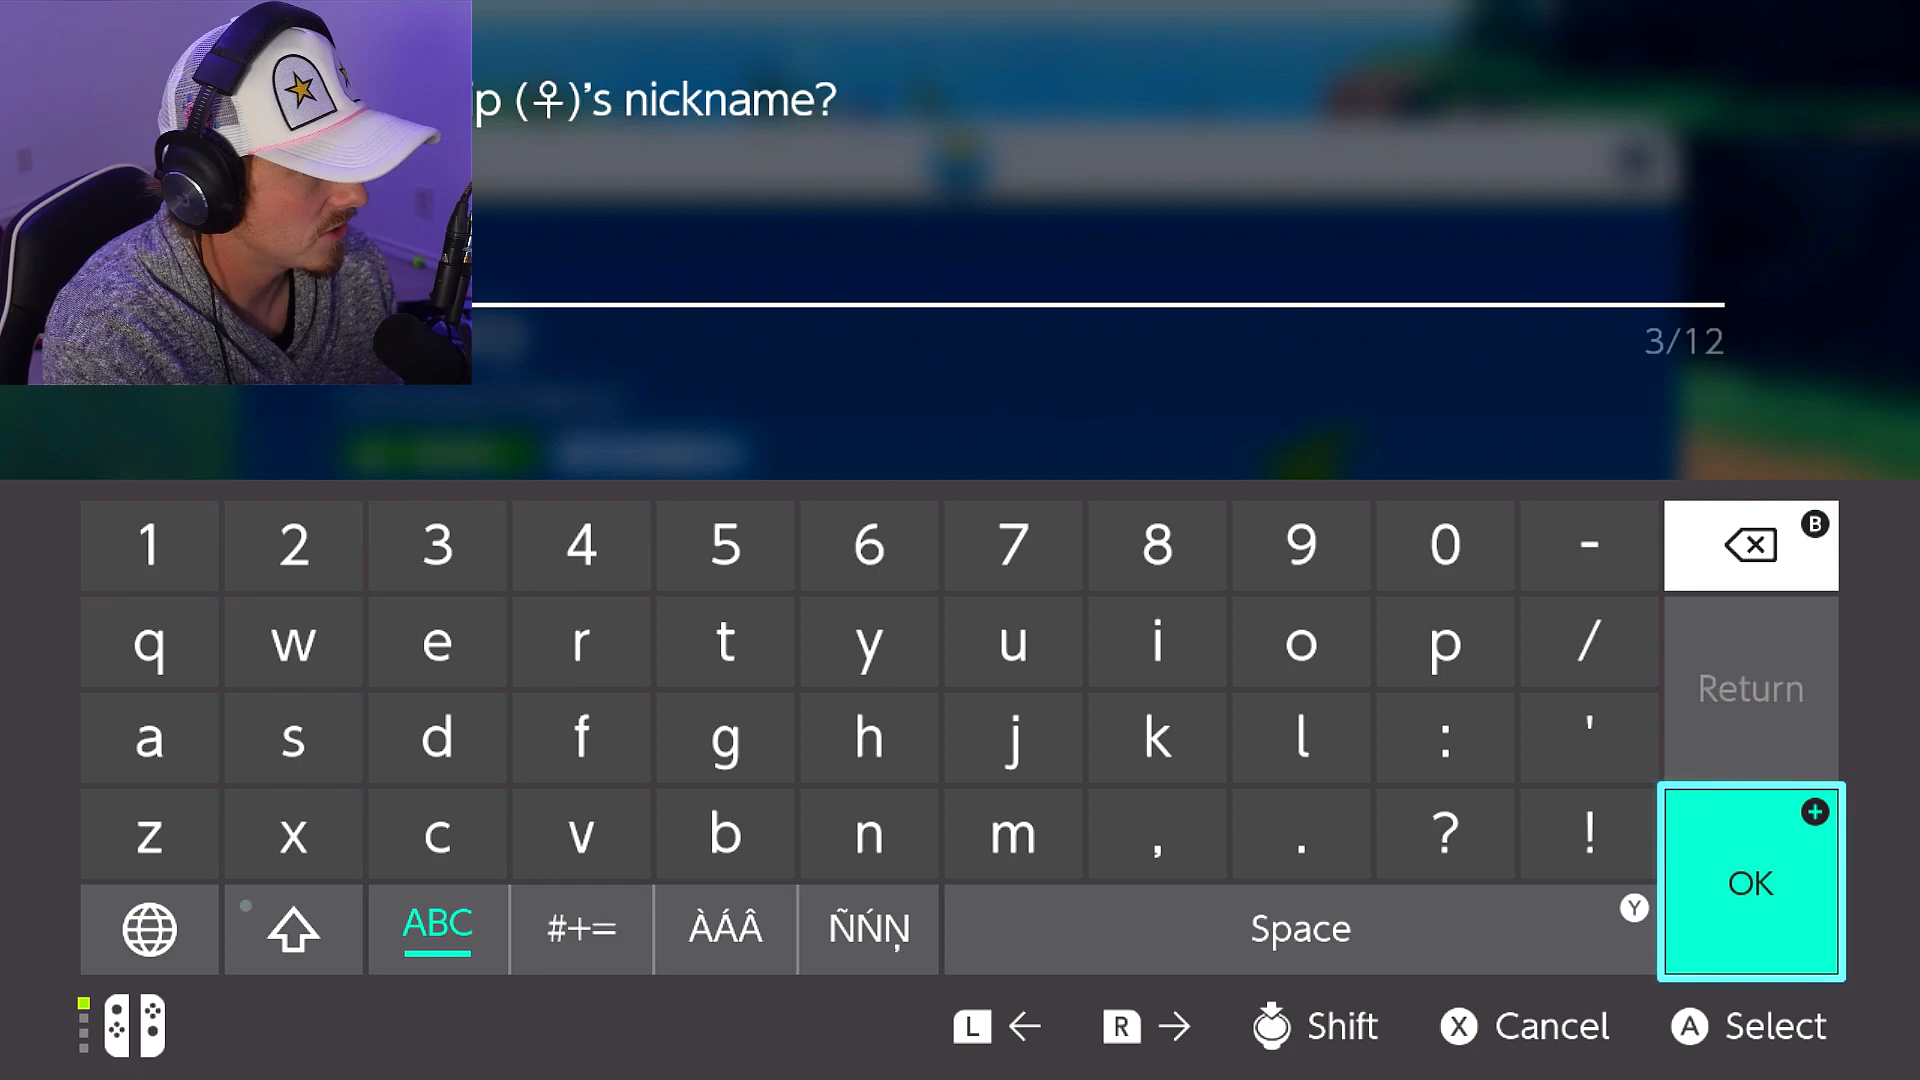 ip (♀)’s nickname?
3/12
1 2 3 4 5 6 7 8 9 0 - B
q w e r t y u i o p / Return
a s d f g h j k l : '
z x c v b n m , . ? ! + OK
ABC #+= ÀÁÂ ÑŃŅ Space Y
L ← R → Shift X Cancel A Select